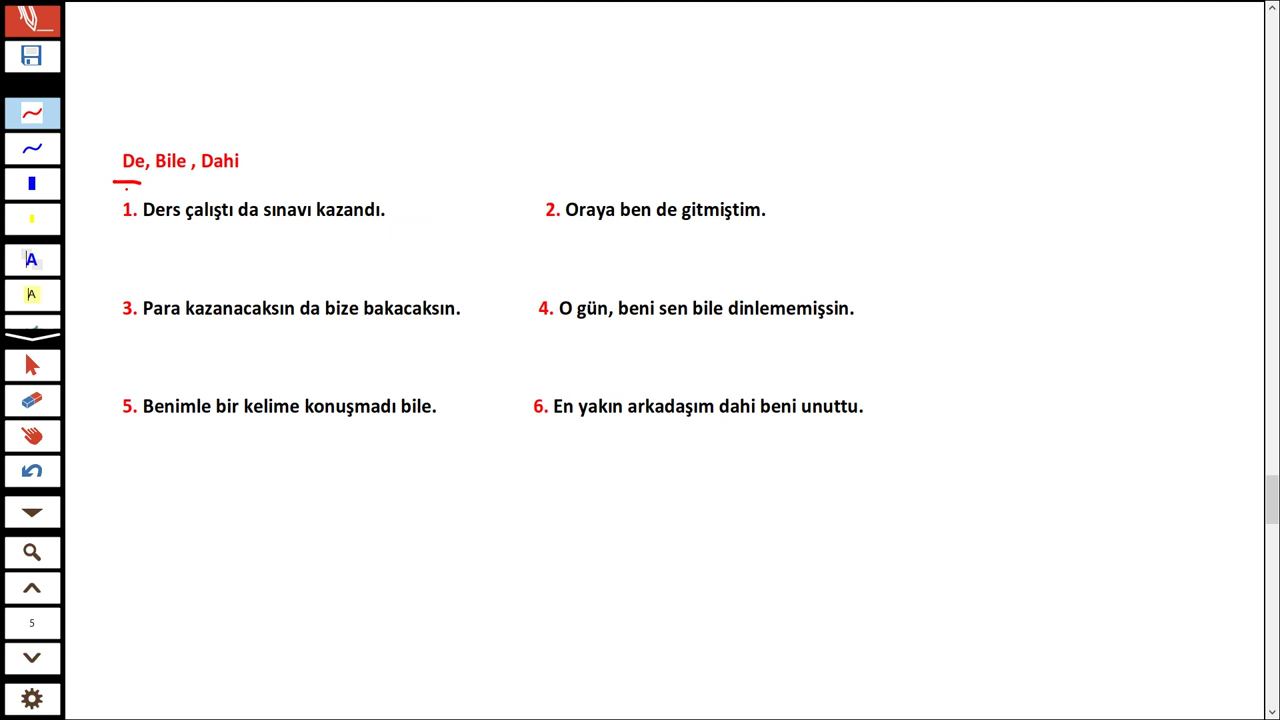 De, Bile , Dahi
1. Ders çalıştı da sınavı kazandı.
2. Oraya ben de gitmiştim.
3. Para kazanacaksın da bize bakacaksın.
4. O gün, beni sen bile dinlememişsin.
5. Benimle bir kelime konuşmadı bile.
6. En yakın arkadaşım dahi beni unuttu.
A
A
5